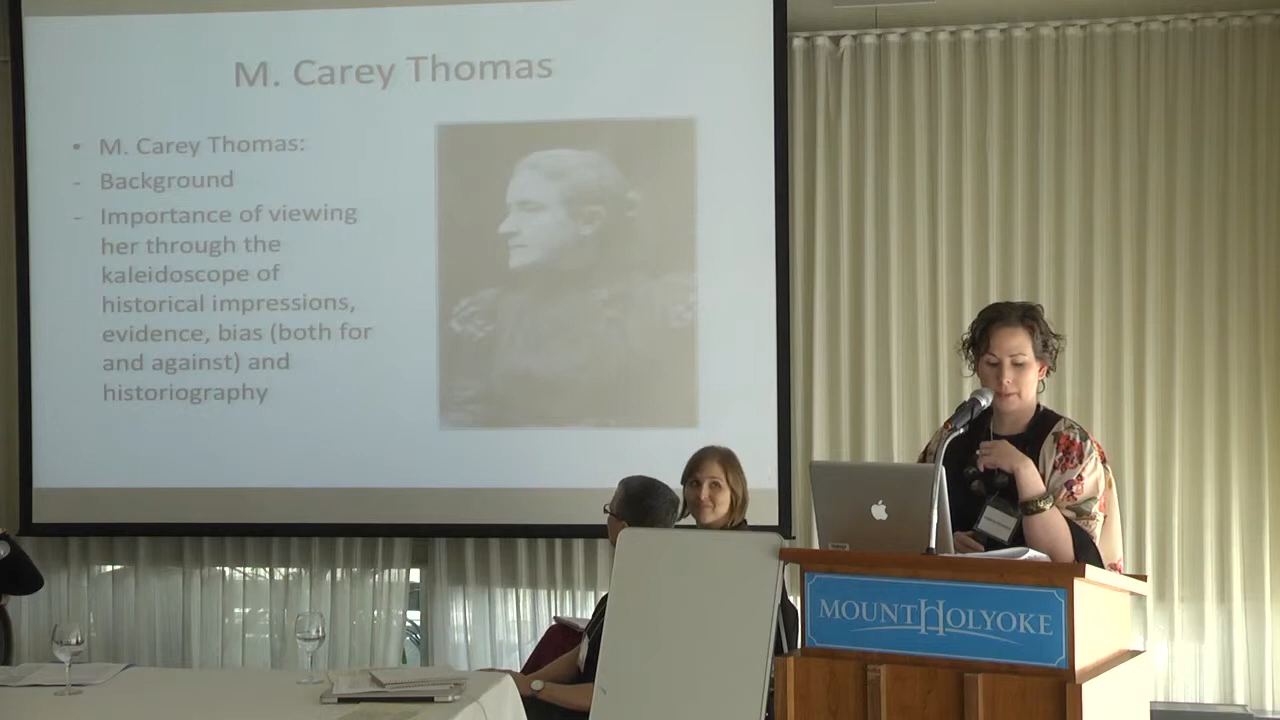 M. Carey Thomas
• M. Carey Thomas:
- Background
- Importance of viewing
her through the
kaleidoscope of
historical impressions,
evidence, bias (both for
and against) and
historiography
MOUNT HOLYOKE